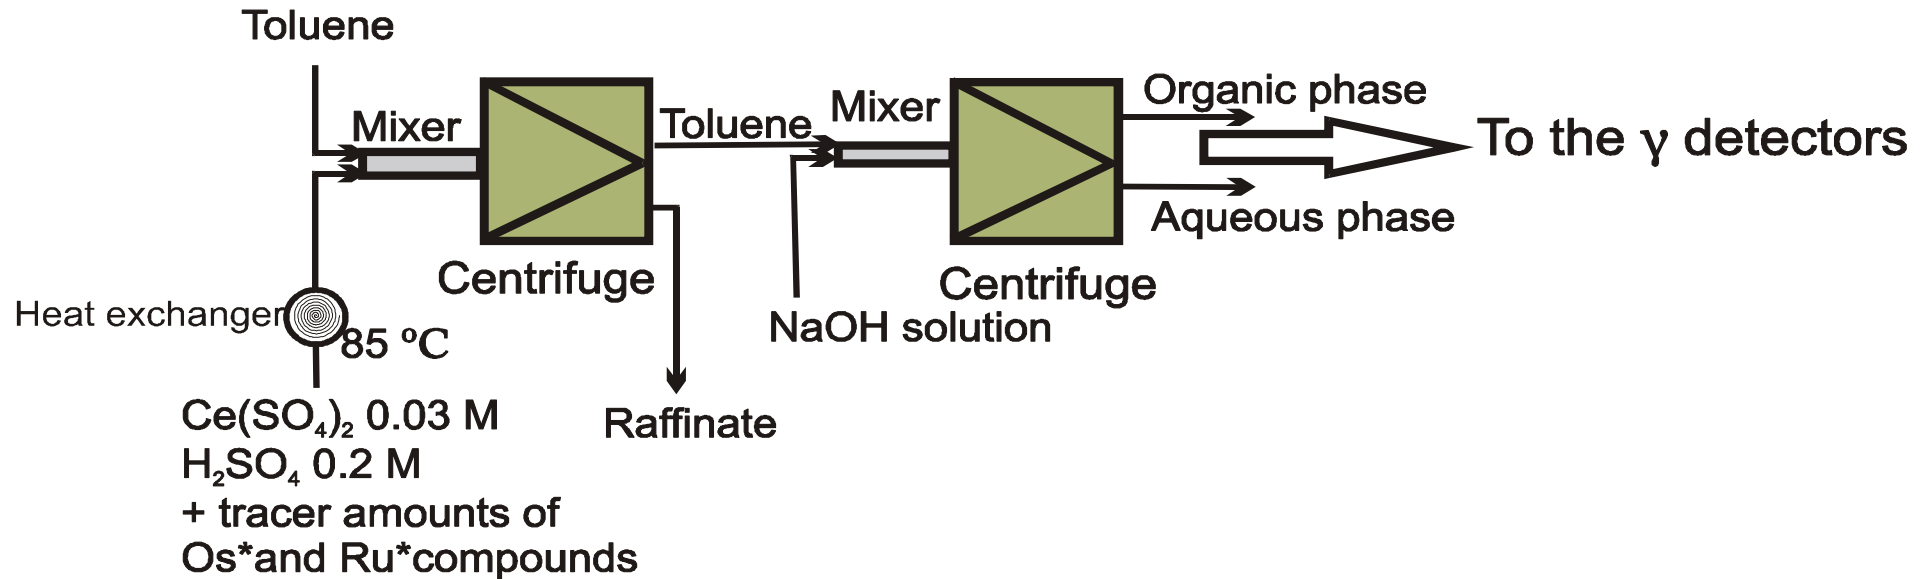 Toluene
Mixer
Centrifuge
Toluene
Mixer
Centrifuge
Organic phase
To the γ detectors
Aqueous phase
Heat exchanger
85 ºC
NaOH solution
Raffinate
Ce(SO₄)₂ 0.03 M
H₂SO₄ 0.2 M
+ tracer amounts of
Os*and Ru*compounds